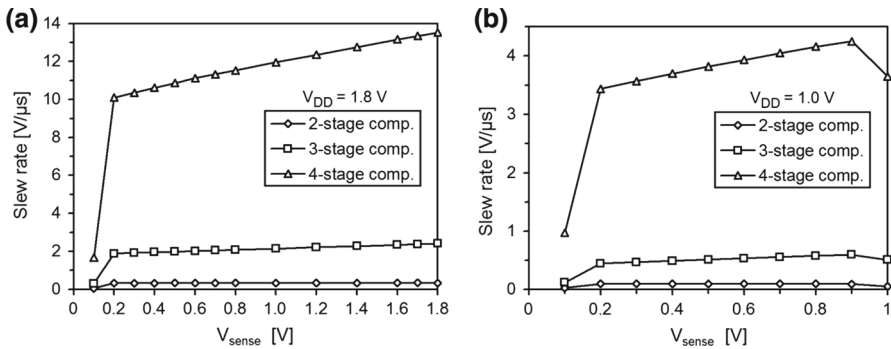 (a)
14
12
10
8
6
4
2
0
Slew rate [V/µs]
V_DD = 1.8 V
2-stage comp.
3-stage comp.
4-stage comp.
0 0.2 0.4 0.6 0.8 1.0 1.2 1.4 1.6 1.8
V_sense [V]
(b)
4
3
2
1
0
Slew rate [V/µs]
V_DD = 1.0 V
2-stage comp.
3-stage comp.
4-stage comp.
0 0.2 0.4 0.6 0.8 1
V_sense [V]